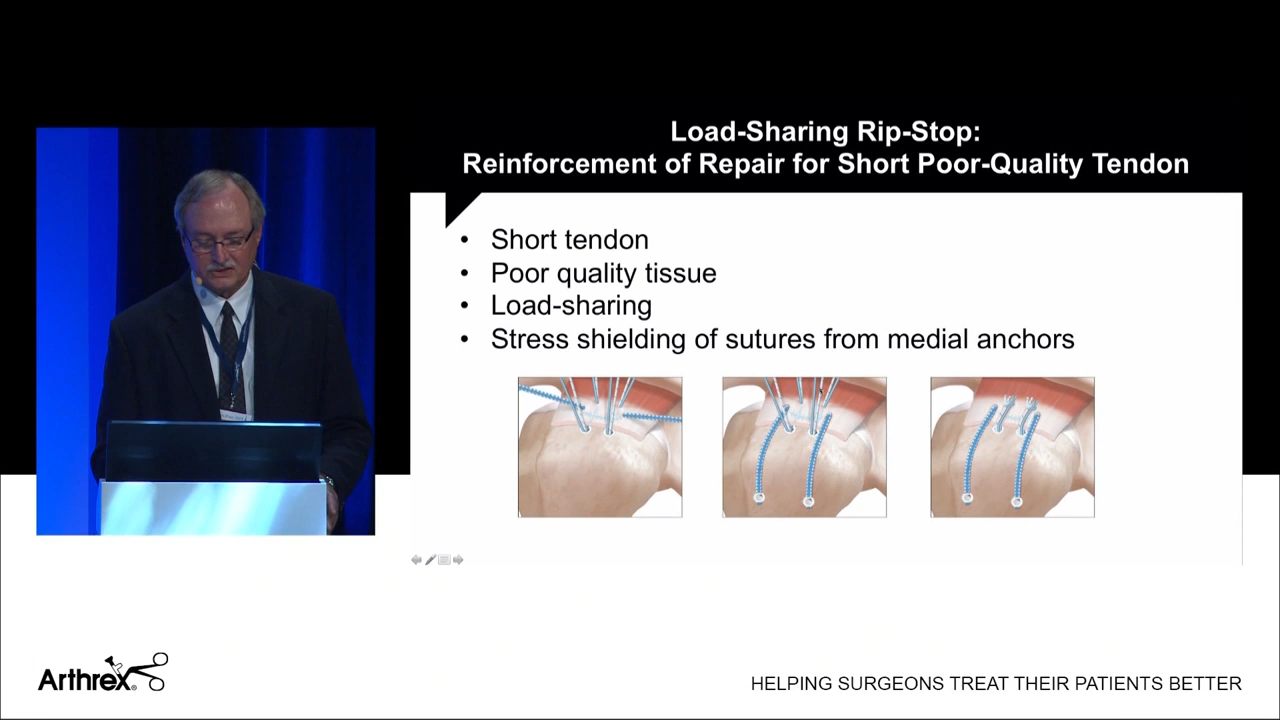 Load-Sharing Rip-Stop:
Reinforcement of Repair for Short Poor-Quality Tendon
• Short tendon
• Poor quality tissue
• Load-sharing
• Stress shielding of sutures from medial anchors
Arthrex®
HELPING SURGEONS TREAT THEIR PATIENTS BETTER